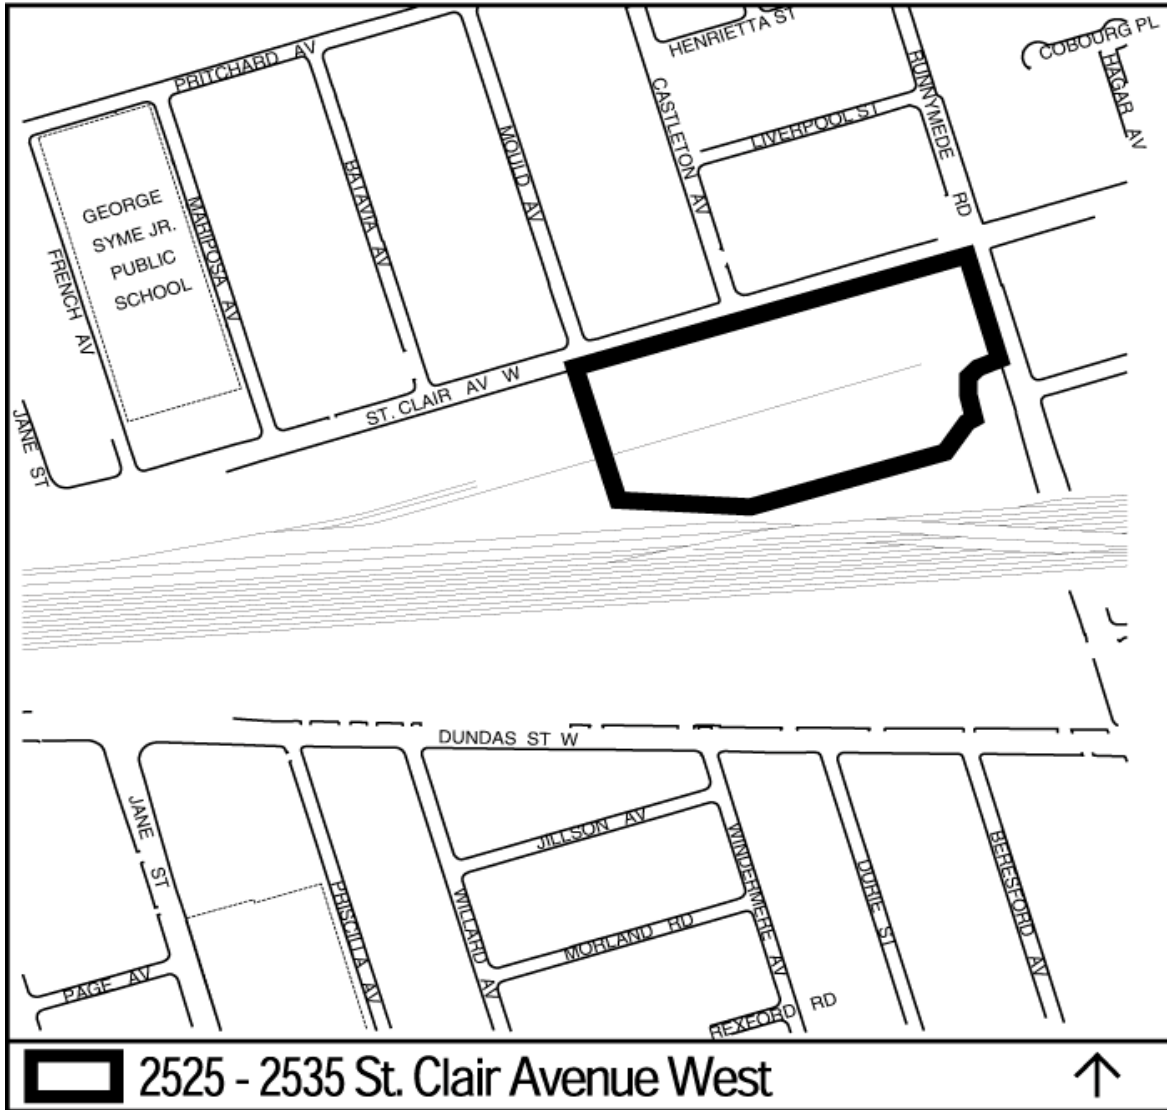 HENRIETTA ST
COBOURG PL
PRITCHARD AV
RUNNYMEDE RD
HAGAR AV
CASTLETON AV
LIVERPOOL ST
MOULD AV
BATAVIA AV
GEORGE
SYME JR.
PUBLIC
SCHOOL
MARIPOSA AV
FRENCH AV
ST. CLAIR AV W
JANE ST
DUNDAS ST W
JANE ST
JILLSON AV
WINDERMERE AV
BERESFORD AV
DURIE ST
PRISCILLA AV
WILLARD AV
MORLAND RD
PAGE AV
REXFORD RD
2525 - 2535 St. Clair Avenue West